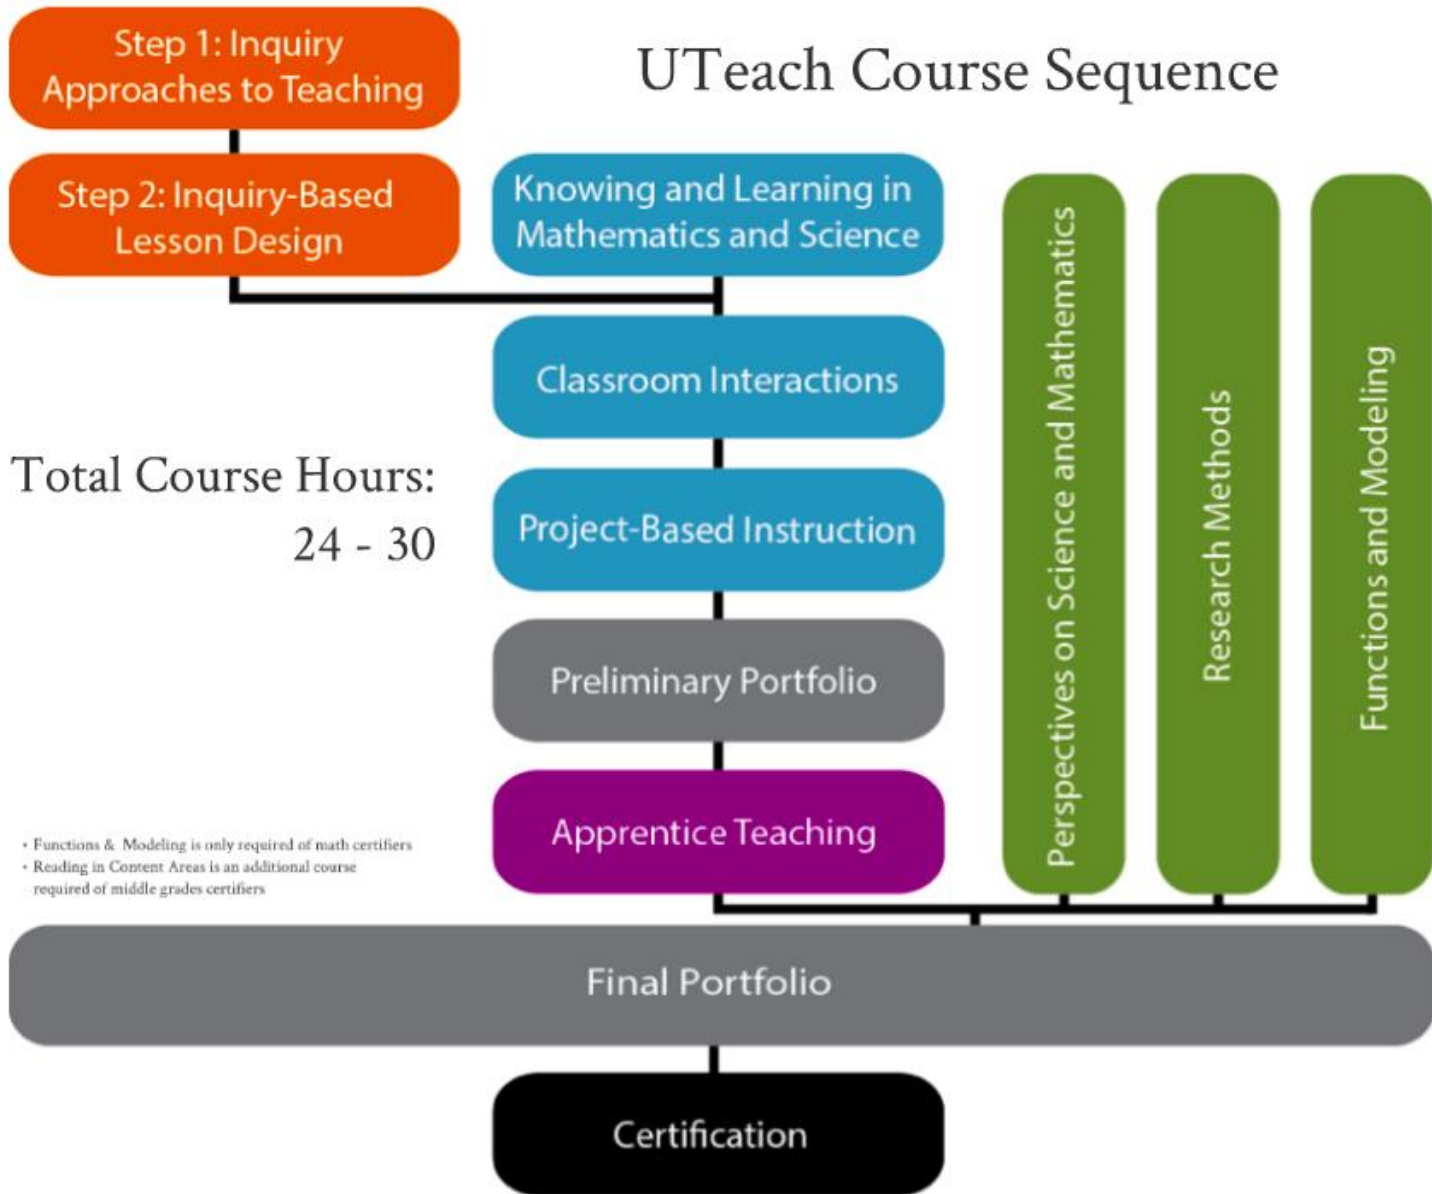 Step 1: Inquiry
Approaches to Teaching
UTeach Course Sequence
Step 2: Inquiry-Based
Lesson Design
Knowing and Learning in
Mathematics and Science
Classroom Interactions
Total Course Hours:
24 - 30
Project-Based Instruction
Preliminary Portfolio
Apprentice Teaching
Perspectives on Science and Mathematics
Research Methods
Functions and Modeling
• Functions & Modeling is only required of math certifiers
• Reading in Content Areas is an additional course
required of middle grades certifiers
Final Portfolio
Certification